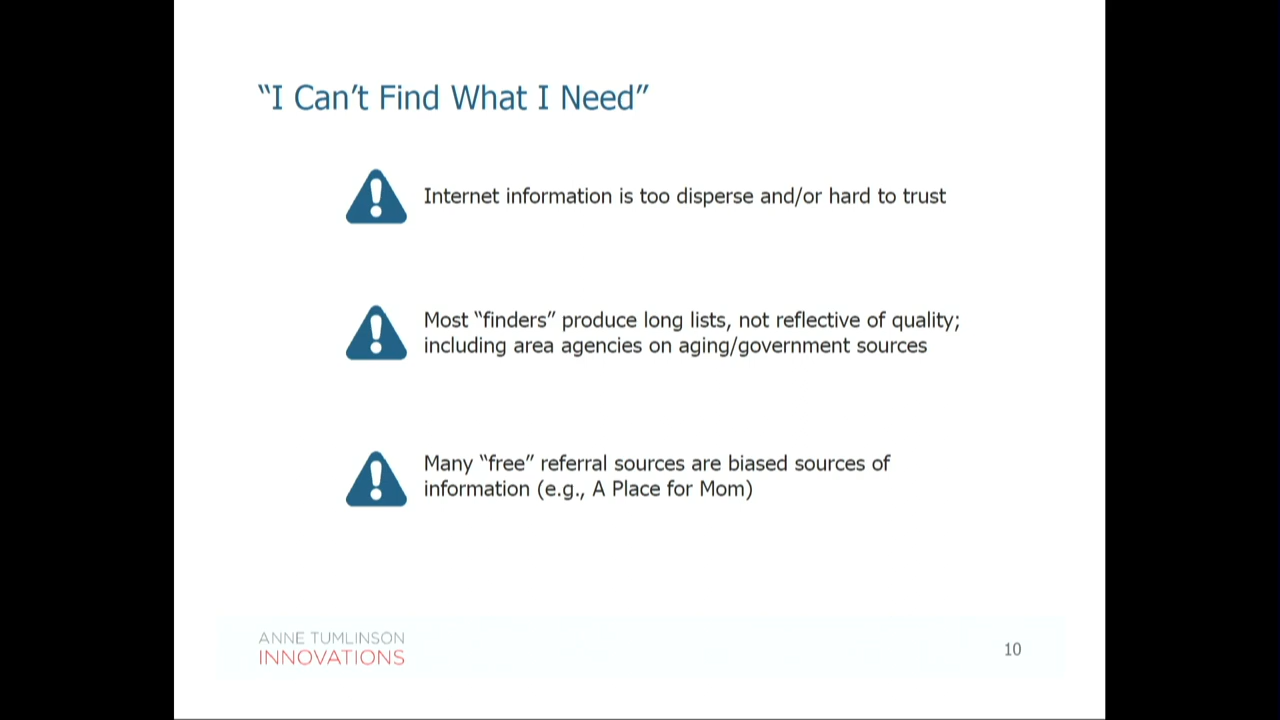 “I Can’t Find What I Need”
Internet information is too disperse and/or hard to trust
Most “finders” produce long lists, not reflective of quality;
including area agencies on aging/government sources
Many “free” referral sources are biased sources of
information (e.g., A Place for Mom)
ANNE TUMLINSON
INNOVATIONS
10